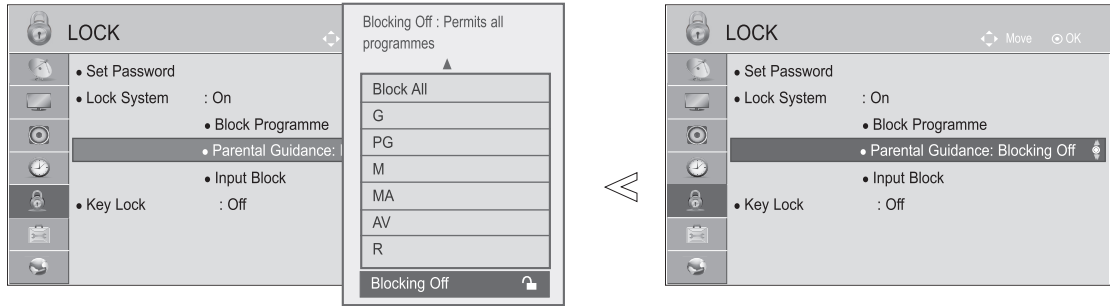 LOCK
• Set Password
• Lock System : On
• Block Programme
• Parental Guidance:
• Input Block
• Key Lock : Off
Blocking Off : Permits all
programmes
Block All
G
PG
M
MA
AV
R
Blocking Off
LOCK
Move OK
• Set Password
• Lock System : On
• Block Programme
• Parental Guidance: Blocking Off
• Input Block
• Key Lock : Off